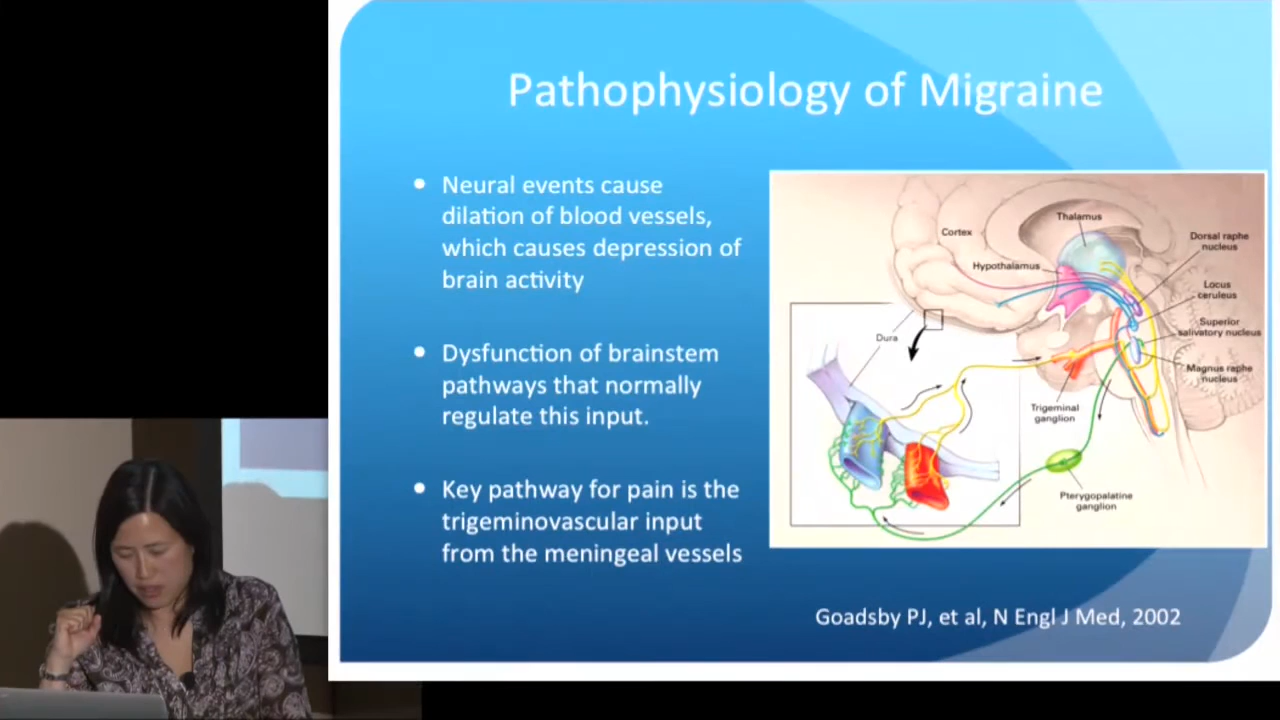 Pathophysiology of Migraine
Neural events cause
dilation of blood vessels,
which causes depression of
brain activity
Dysfunction of brainstem
pathways that normally
regulate this input.
Key pathway for pain is the
trigeminovascular input
from the meningeal vessels
Thalamus
Cortex
Dorsal raphe
nucleus
Hypothalamus
Locus
ceruleus
Superior
salivatory nucleus
Dura
Magnus raphe
nucleus
Trigeminal
ganglion
Pterygopalatine
ganglion
Goadsby PJ, et al, N Engl J Med, 2002